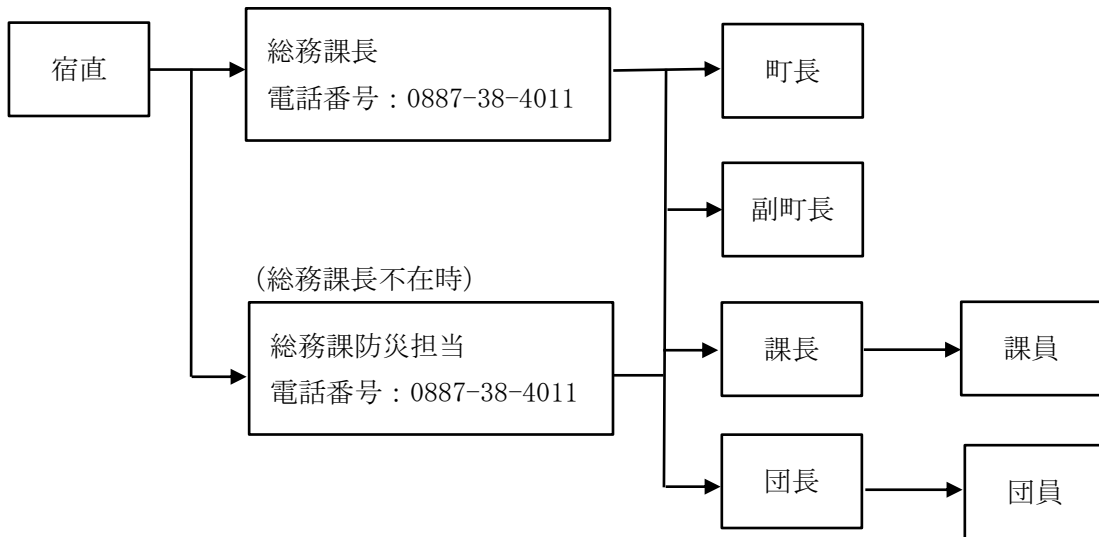 宿直
総務課長
電話番号：0887-38-4011
町長
副町長
(総務課長不在時)
総務課防災担当
電話番号：0887-38-4011
課長
課員
団長
団員